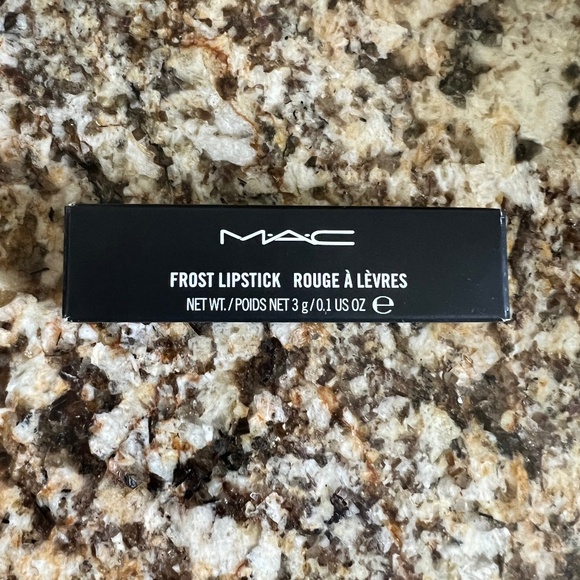 M·A·C
FROST LIPSTICK ROUGE À LÈVRES
NET WT./POIDS NET 3 g/0.1 US OZ ℮